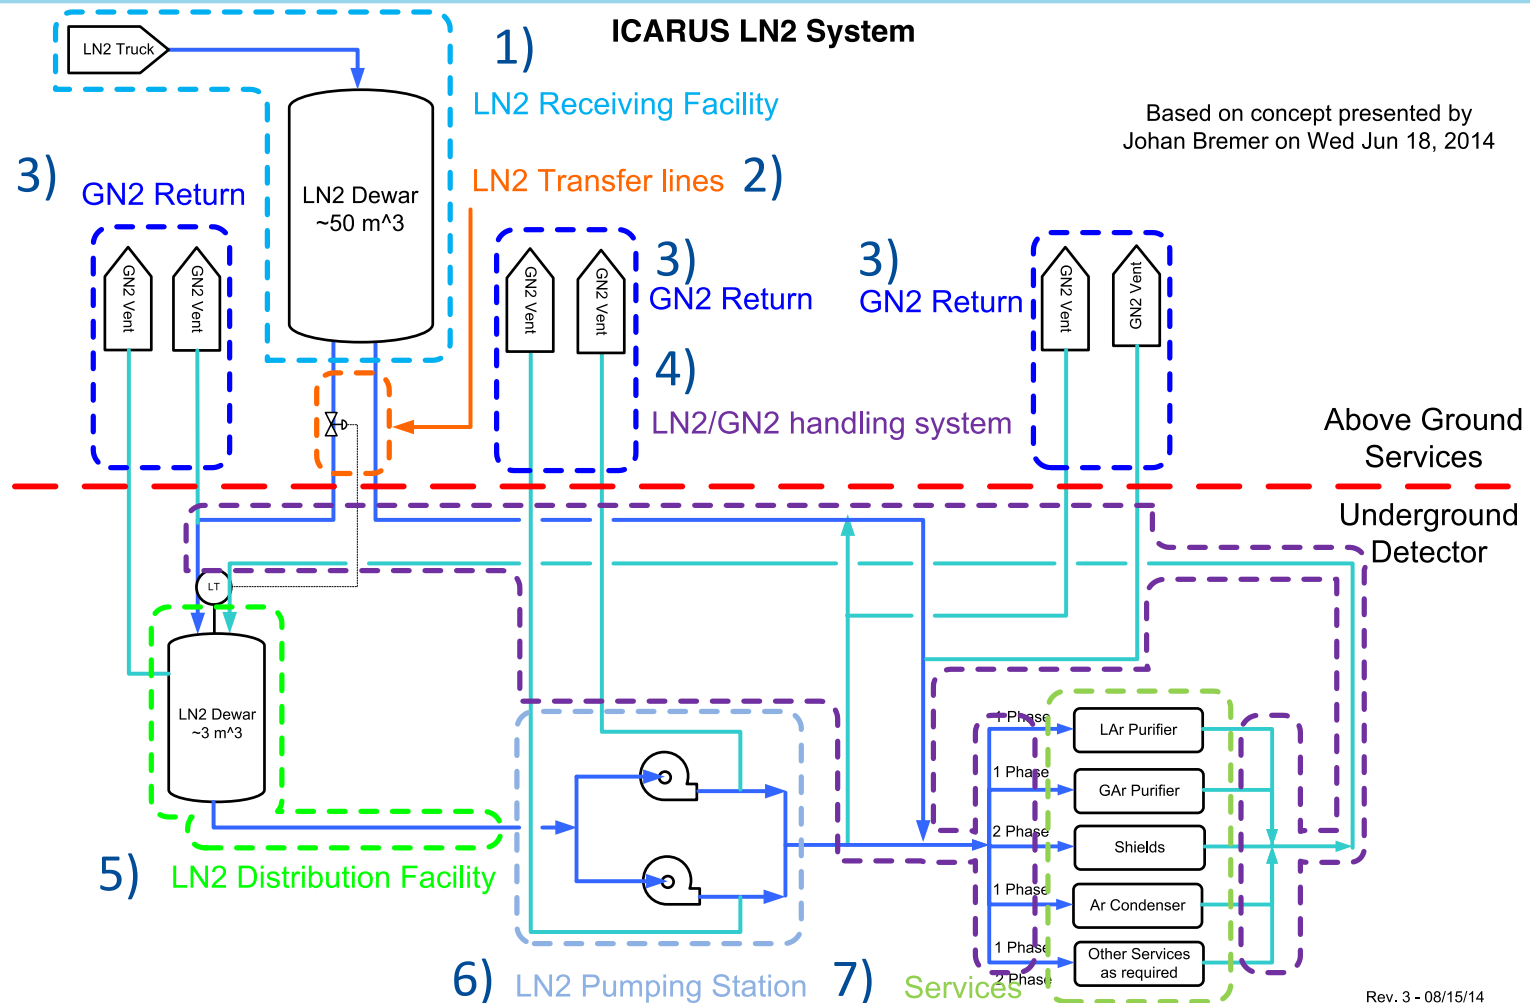 ICARUS LN2 System
LN2 Truck
1)
LN2 Receiving Facility
Based on concept presented by
Johan Bremer on Wed Jun 18, 2014
3)
GN2 Return
LN2 Dewar
~50 m^3
LN2 Transfer lines
2)
GN2 Vent
GN2 Vent
GN2 Vent
GN2 Vent
3)
GN2 Return
3)
GN2 Return
GN2 Vent
GN2 Vent
4)
LN2/GN2 handling system
Above Ground
Services
Underground
Detector
LT
LN2 Dewar
~3 m^3
1 Phase
LAr Purifier
1 Phase
GAr Purifier
2 Phase
Shields
1 Phase
Ar Condenser
1 Phase
Other Services
as required
2 Phase
5)
LN2 Distribution Facility
6)
LN2 Pumping Station
7)
Services
Rev. 3 - 08/15/14